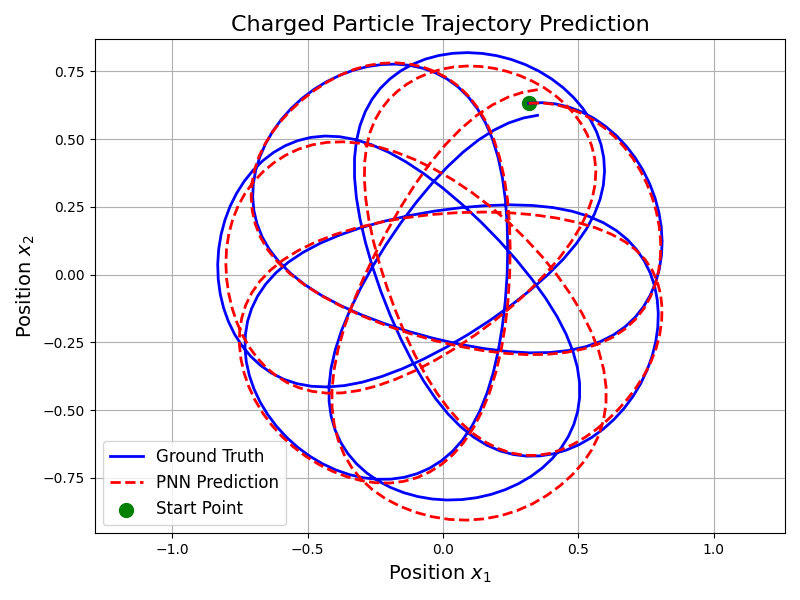 Charged Particle Trajectory Prediction
Position x₂
0.75
0.50
0.25
0.00
−0.25
−0.50
−0.75
Ground Truth
PNN Prediction
Start Point
−1.0
−0.5
0.0
0.5
1.0
Position x₁